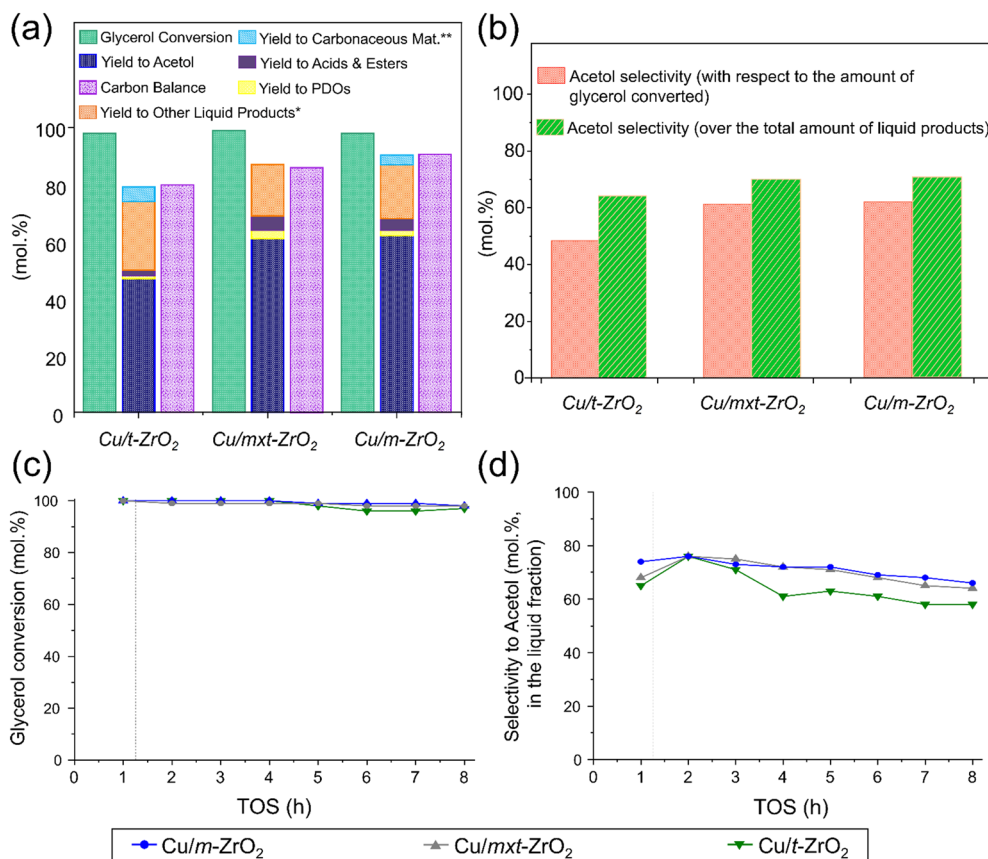 (a)
Glycerol Conversion
Yield to Carbonaceous Mat.**
Yield to Acetol
Yield to Acids & Esters
Carbon Balance
Yield to PDOs
Yield to Other Liquid Products*
(mol.%)
100
80
60
40
20
0
Cu/t-ZrO₂
Cu/mxt-ZrO₂
Cu/m-ZrO₂
(b)
Acetol selectivity (with respect to the amount of
glycerol converted)
Acetol selectivity (over the total amount of liquid products)
(mol.%)
100
80
60
40
20
0
Cu/t-ZrO₂
Cu/mxt-ZrO₂
Cu/m-ZrO₂
(c)
Glycerol conversion (mol.%)
100
80
60
40
20
0
0 1 2 3 4 5 6 7 8
TOS (h)
(d)
Selectivity to Acetol (mol.%,
in the liquid fraction)
100
80
60
40
20
0
0 1 2 3 4 5 6 7 8
TOS (h)
Cu/m-ZrO₂ Cu/mxt-ZrO₂ Cu/t-ZrO₂